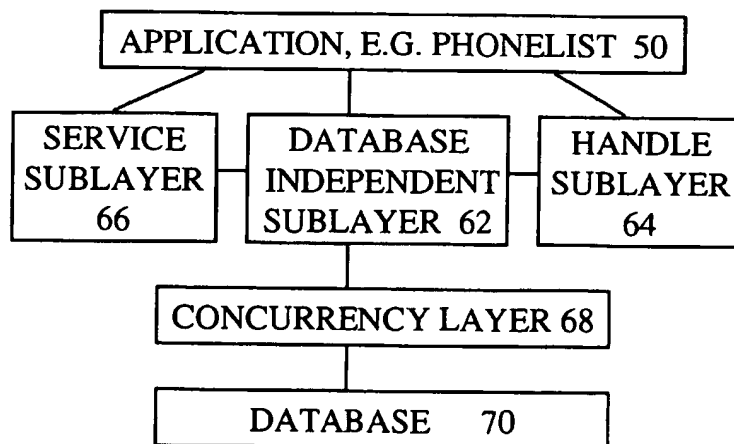 APPLICATION, E.G. PHONELIST 50
SERVICE
SUBLAYER
66
DATABASE
INDEPENDENT
SUBLAYER 62
HANDLE
SUBLAYER
64
CONCURRENCY LAYER 68
DATABASE 70